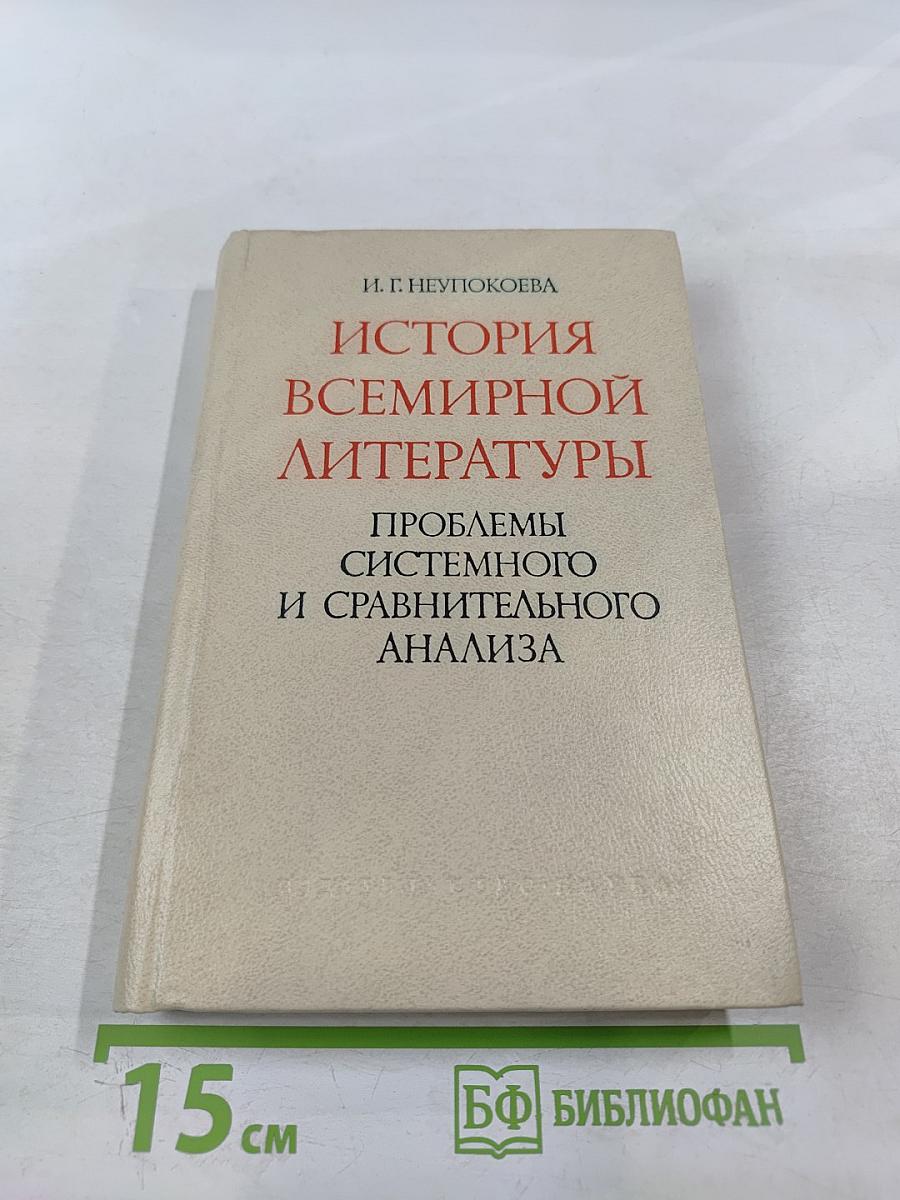 И. Г. НЕУПОКОЕВА
ИСТОРИЯ
ВСЕМИРНОЙ
ЛИТЕРАТУРЫ
ПРОБЛЕМЫ
СИСТЕМНОГО
И СРАВНИТЕЛЬНОГО
АНАЛИЗА
15 см
БФ БИБЛИОФАН